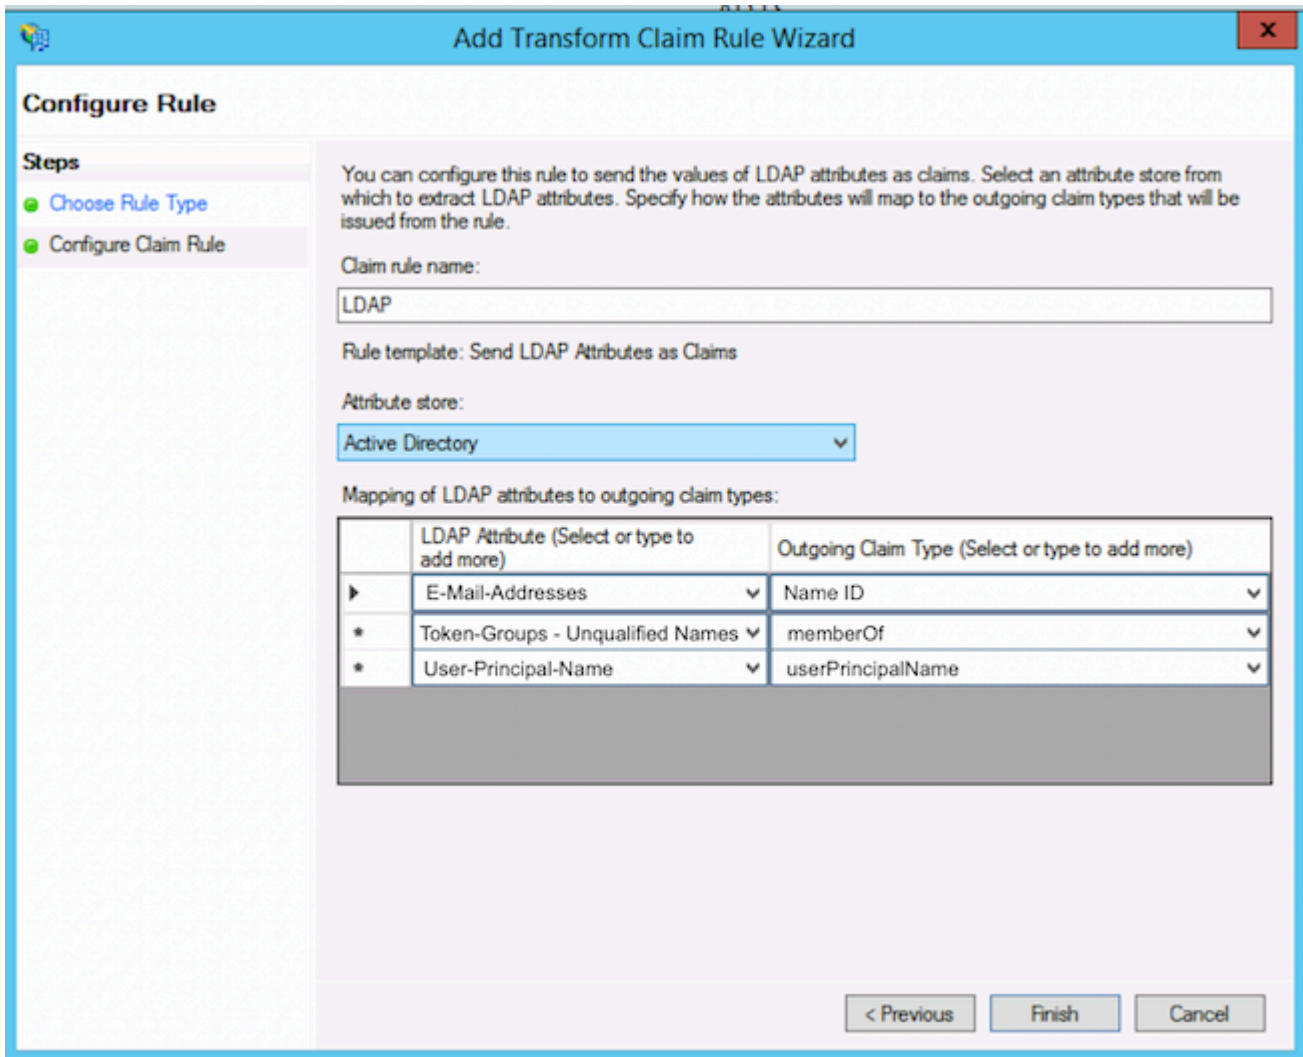 Add Transform Claim Rule Wizard
x
Configure Rule
Steps
Choose Rule Type
Configure Claim Rule
You can configure this rule to send the values of LDAP attributes as claims. Select an attribute store from
which to extract LDAP attributes. Specify how the attributes will map to the outgoing claim types that will be
issued from the rule.
Claim rule name:
LDAP
Rule template: Send LDAP Attributes as Claims
Attribute store:
Active Directory
Mapping of LDAP attributes to outgoing claim types:
LDAP Attribute (Select or type to
add more)
Outgoing Claim Type (Select or type to add more)
E-Mail-Addresses Name ID
* Token-Groups - Unqualified Names memberOf
* User-Principal-Name userPrincipalName
< Previous Finish Cancel